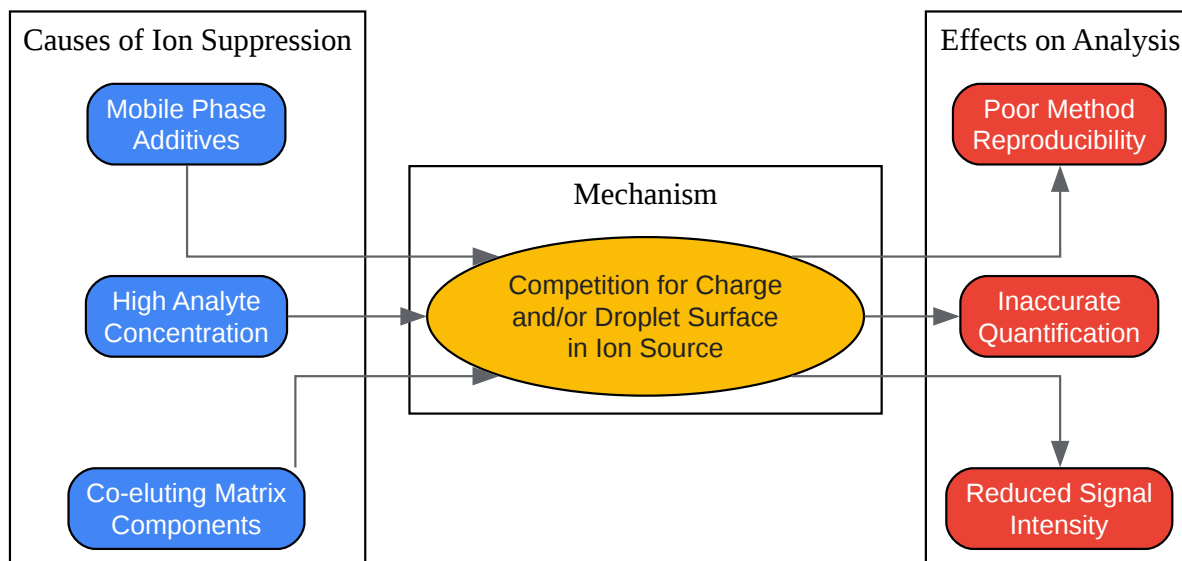 Causes of Ion Suppression
Mobile Phase
Additives
High Analyte
Concentration
Co-eluting Matrix
Components
Mechanism
Competition for Charge
and/or Droplet Surface
in Ion Source
Effects on Analysis
Poor Method
Reproducibility
Inaccurate
Quantification
Reduced Signal
Intensity